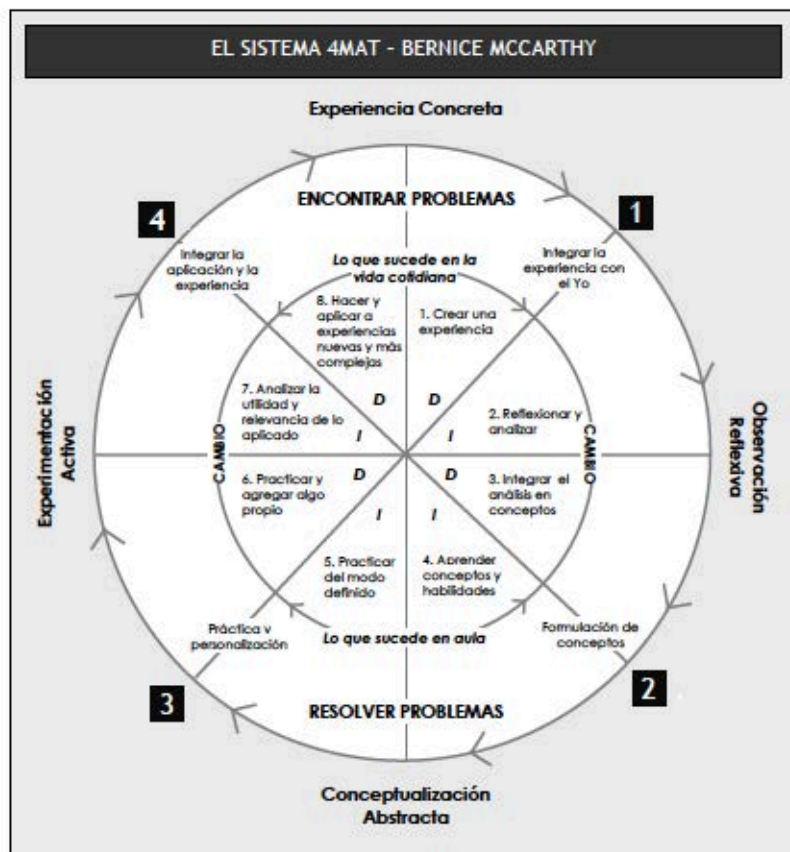 EL SISTEMA 4MAT – BERNICE MCCARTHY
Experiencia Concreta
ENCONTRAR PROBLEMAS
4
1
Integrar la
aplicación y la
experiencia
Lo que sucede en la
vida cotidiana
Integrar la
experiencia con
el Yo
8. Hacer y
aplicar a
experiencias
nuevas y más
complejas
1. Crear una
experiencia
7. Analizar la
utilidad y
relevancia de lo
aplicado
D
D
2. Reflexionar y
analizar
I
I
Experimentación
Activa
CAMBIO
CAMBIO
Observación
Reflexiva
6. Practicar y
agregar algo
propio
D
D
3. Integrar el
análisis en
conceptos
I
I
5. Practicar
del modo
definido
4. Aprender
conceptos y
habilidades
Práctica y
personalización
Lo que sucede en aula
Formulación de
conceptos
3
2
RESOLVER PROBLEMAS
Conceptualización
Abstracta